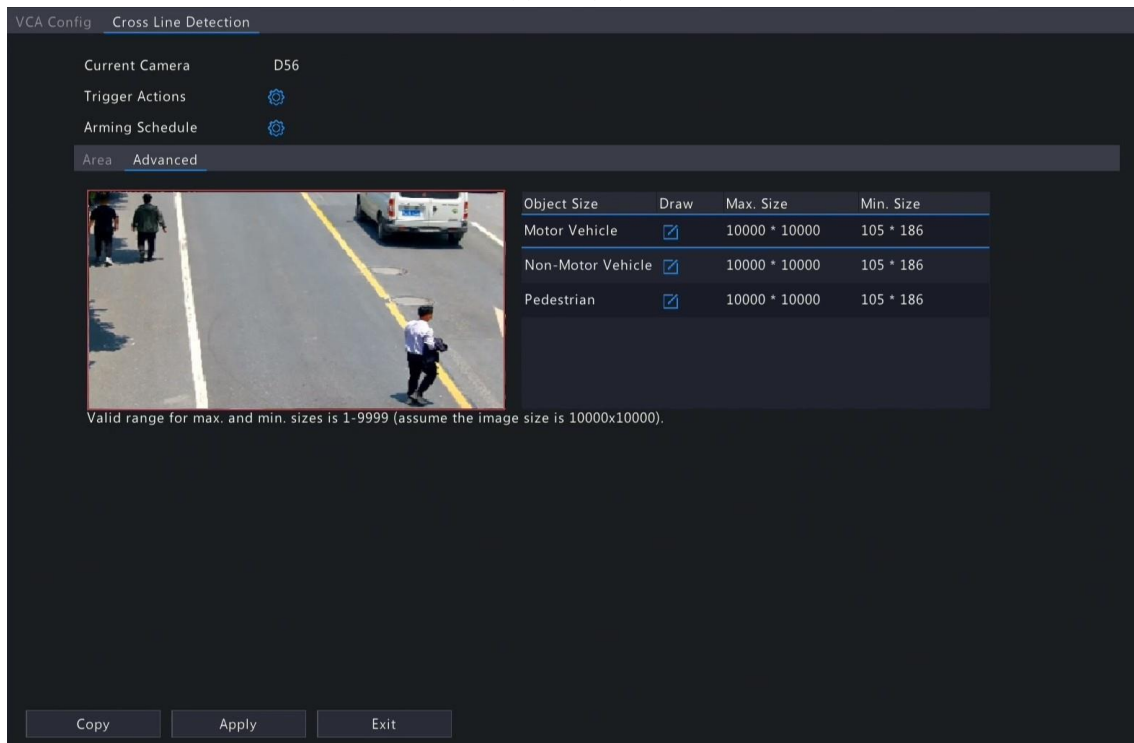 VCA Config Cross Line Detection
Current Camera D56
Trigger Actions
Arming Schedule
Area Advanced
Object Size Draw Max. Size Min. Size
Motor Vehicle 10000 * 10000 105 * 186
Non-Motor Vehicle 10000 * 10000 105 * 186
Pedestrian 10000 * 10000 105 * 186
Valid range for max. and min. sizes is 1-9999 (assume the image size is 10000x10000).
Copy Apply Exit